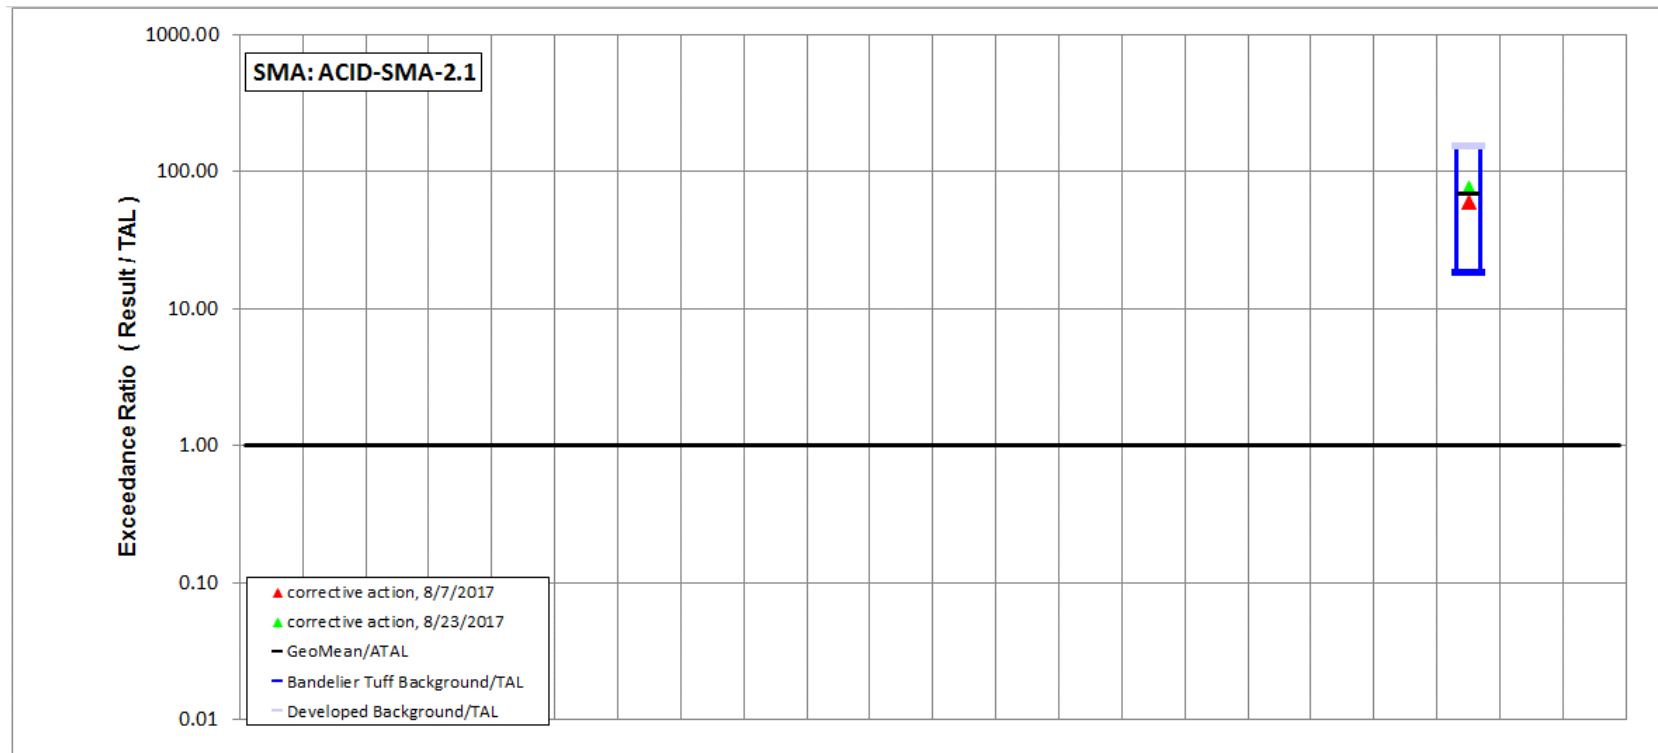 1000.00
SMA: ACID-SMA-2.1
100.00
10.00
1.00
0.10
0.01
Exceedance Ratio ( Result / TAL )
corrective action, 8/7/2017
corrective action, 8/23/2017
GeoMean/ATAL
Bandelier Tuff Background/TAL
Developed Background/TAL